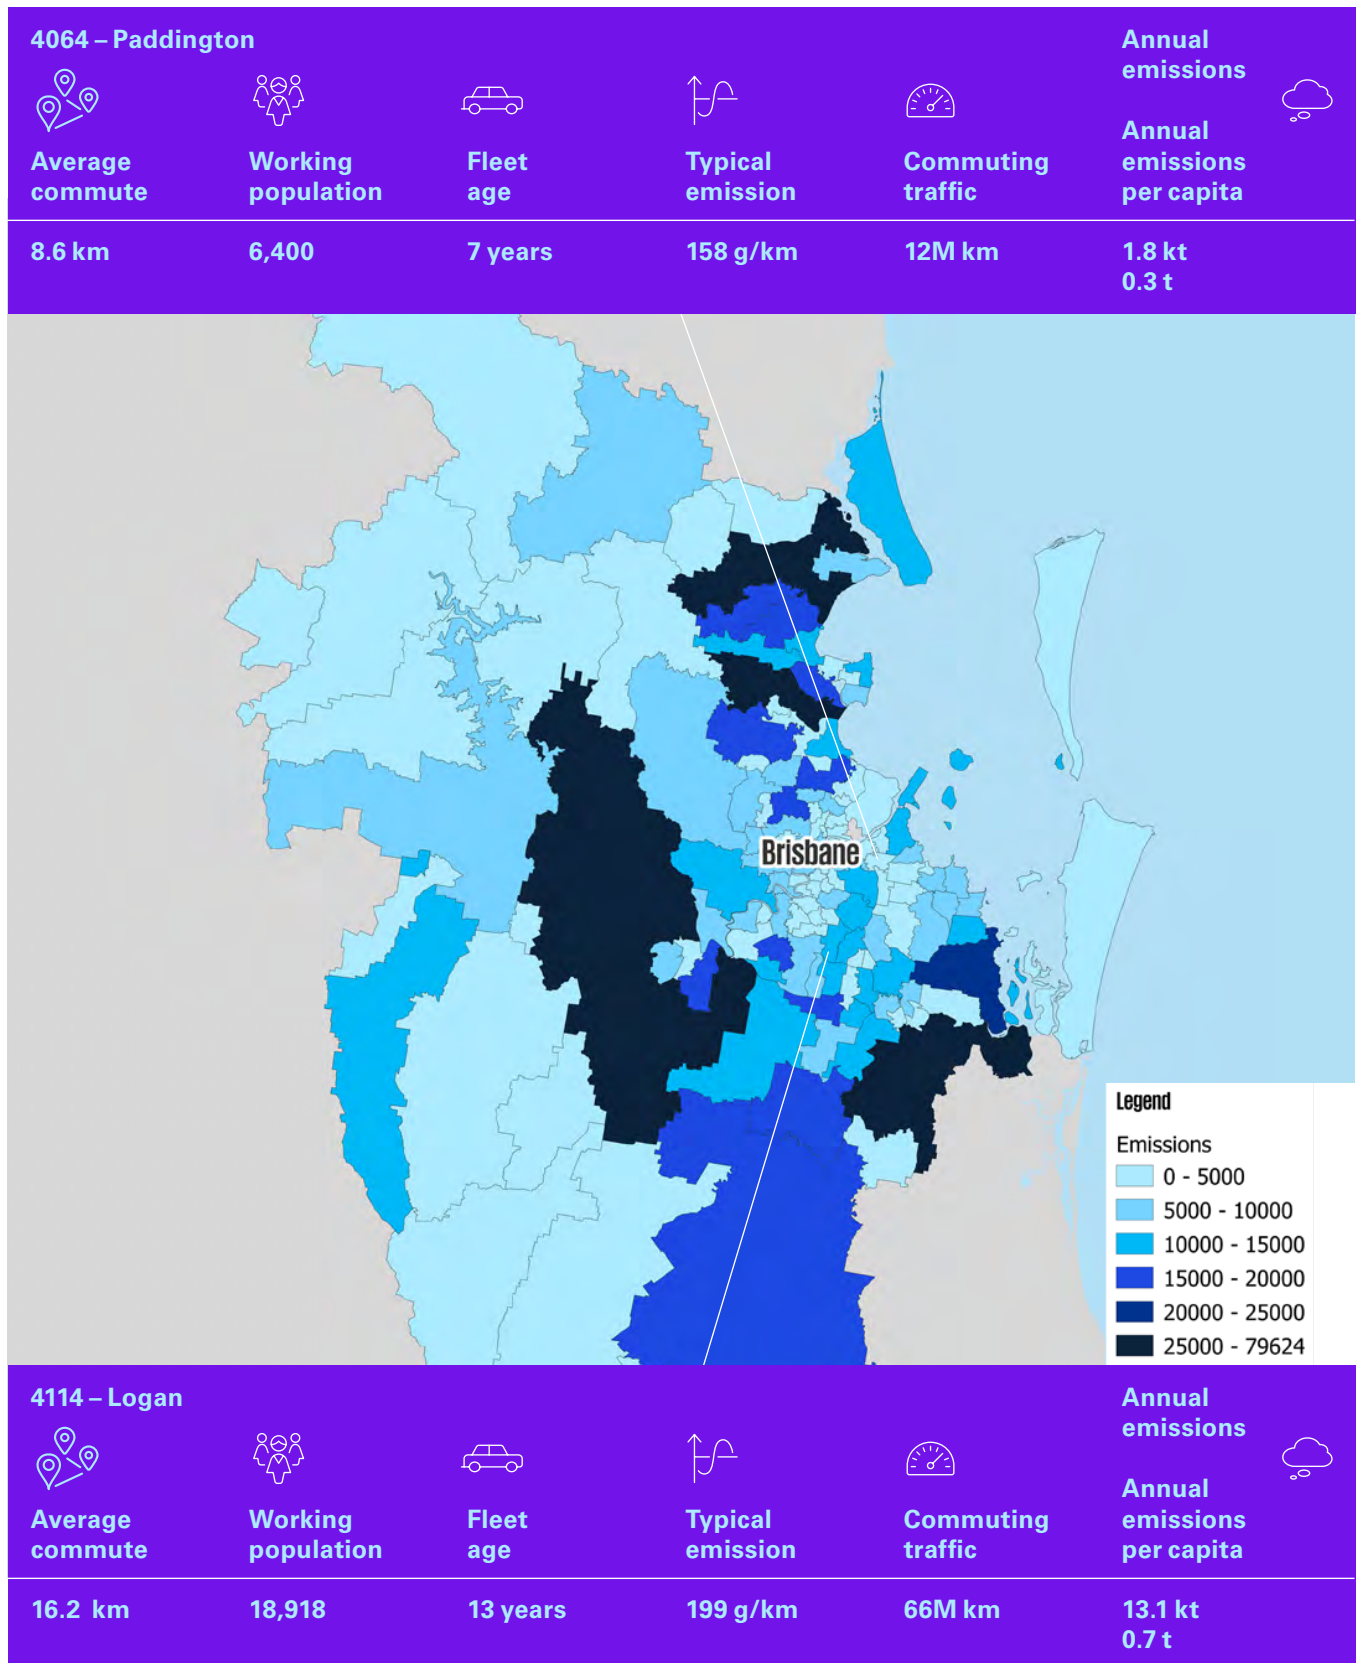 4064 – Paddington
Annual
emissions
Annual
emissions
per capita
Average
commute
Working
population
Fleet
age
Typical
emission
Commuting
traffic
8.6 km
6,400
7 years
158 g/km
12M km
1.8 kt
0.3 t
Brisbane
Legend
Emissions
0 - 5000
5000 - 10000
10000 - 15000
15000 - 20000
20000 - 25000
25000 - 79624
4114 – Logan
Annual
emissions
Annual
emissions
per capita
Average
commute
Working
population
Fleet
age
Typical
emission
Commuting
traffic
16.2 km
18,918
13 years
199 g/km
66M km
13.1 kt
0.7 t